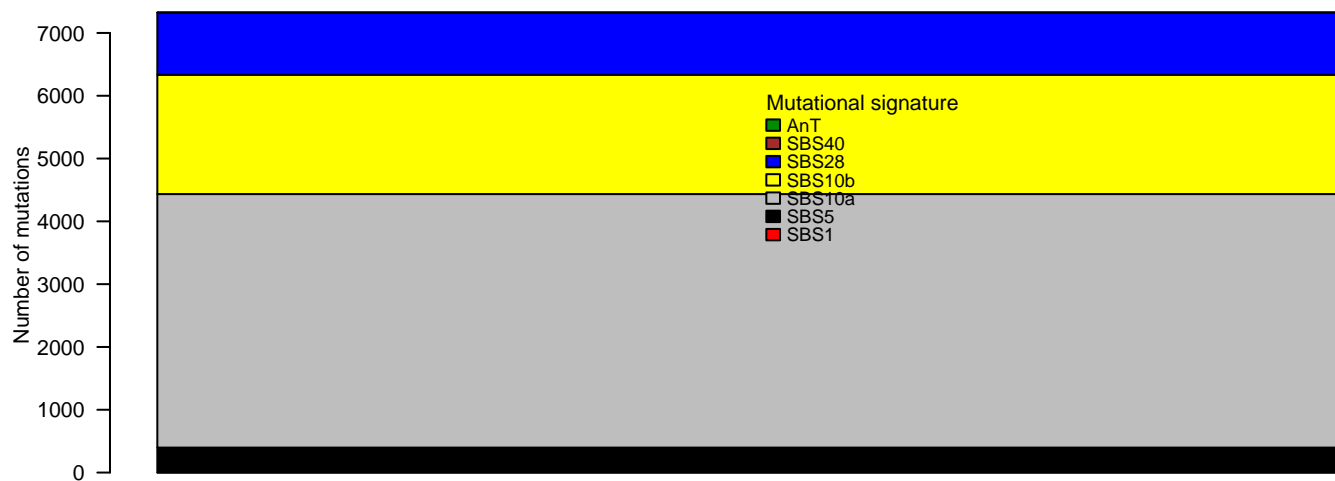 Number of mutations
7000
6000
5000
4000
3000
2000
1000
0
Mutational signature
AnT
SBS40
SBS28
SBS10b
SBS10a
SBS5
SBS1